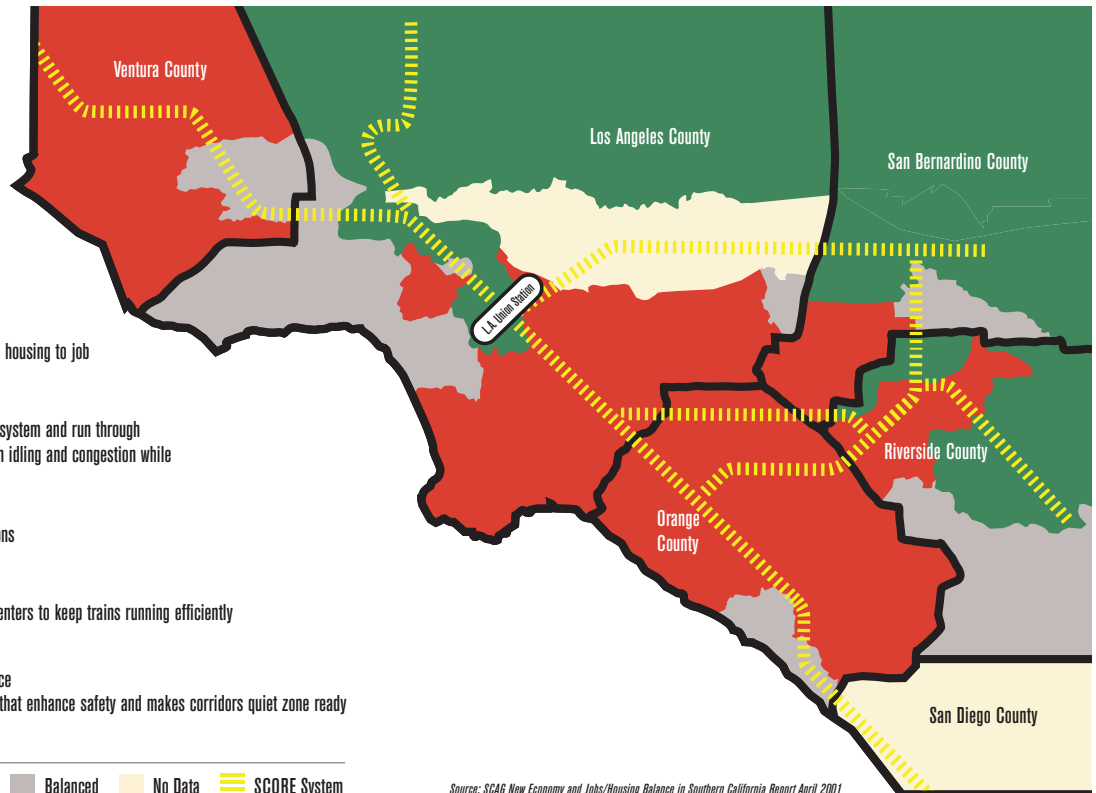 Ventura County
Los Angeles County
San Bernardino County
L.A. Union Station
housing to job
system and run through
idling and congestion while
Riverside County
Orange
County
to keep trains running efficiently
that enhance safety and makes corridors quiet zone ready
San Diego County
Balanced
No Data
SCORE System
Source: SCAG New Economy and Jobs/Housing Balance in Southern California Report April 2001